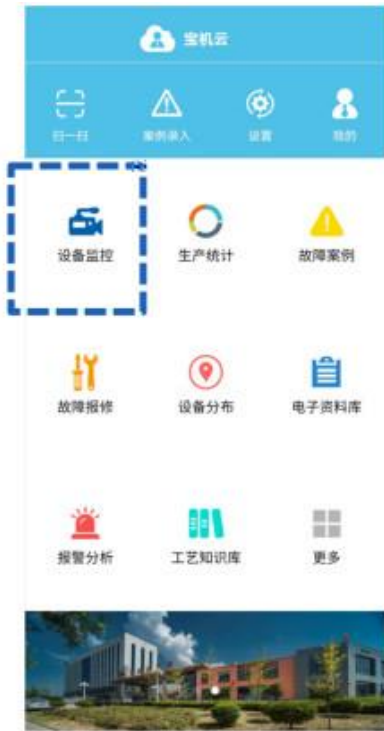 宝机云
扫一扫 案例录入 设置 我的
设备监控 生产统计 故障案例
故障报修 设备分布 电子资料库
报警分析 工艺知识库 更多